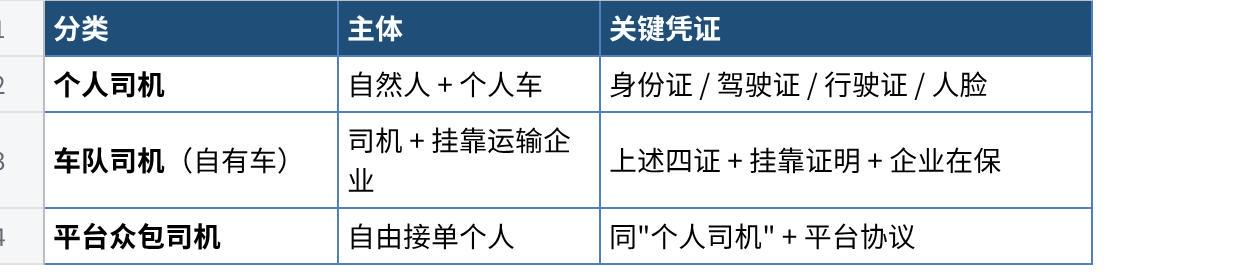 分类 主体 关键凭证
2 个人司机 自然人 + 个人车 身份证 / 驾驶证 / 行驶证 / 人脸
司机 + 挂靠运输企
车队司机（自有车） 上述四证 + 挂靠证明 + 企业在保
业
平台众包司机 自由接单个人 同"个人司机" + 平台协议